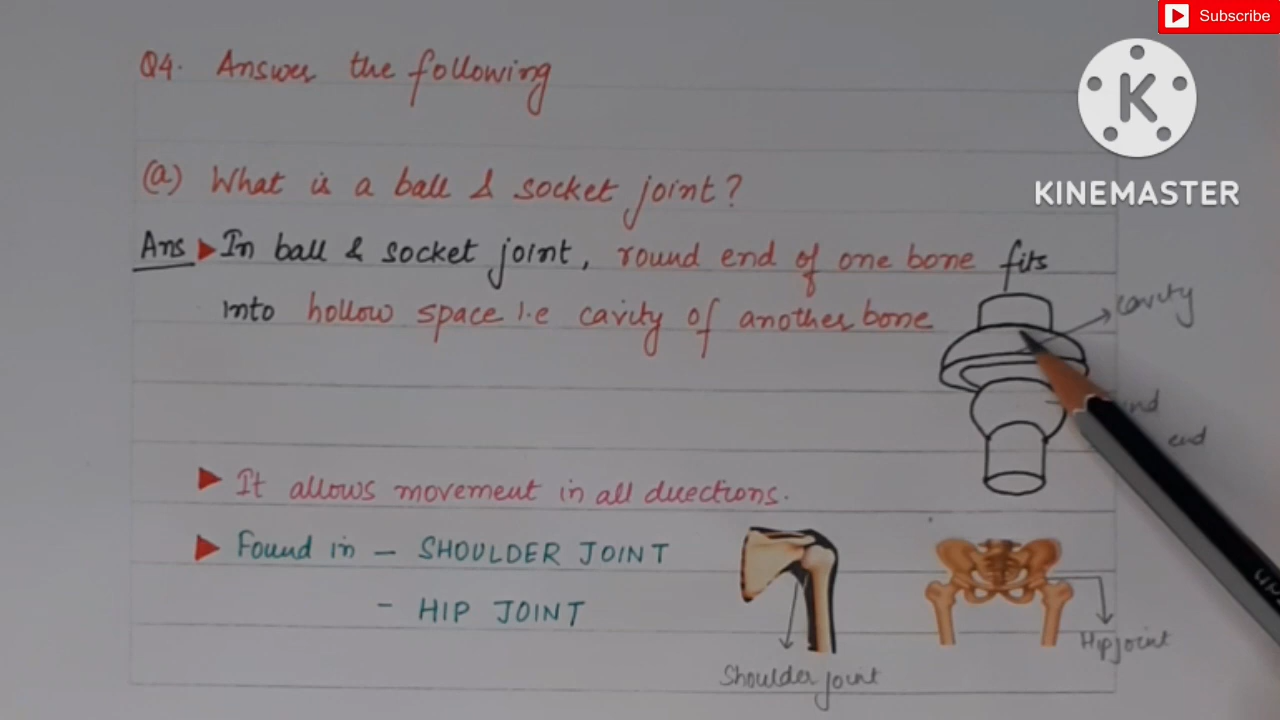 Subscribe
Q4. Answer the following
KINEMASTER
(a) What is a ball & socket joint?
Ans ▶ In ball & socket joint, round end of one bone fits
into hollow space i.e cavity of another bone
cavity
end
▶ It allows movement in all directions.
▶ Found in - SHOULDER JOINT
- HIP JOINT
Hip joint
Shoulder joint